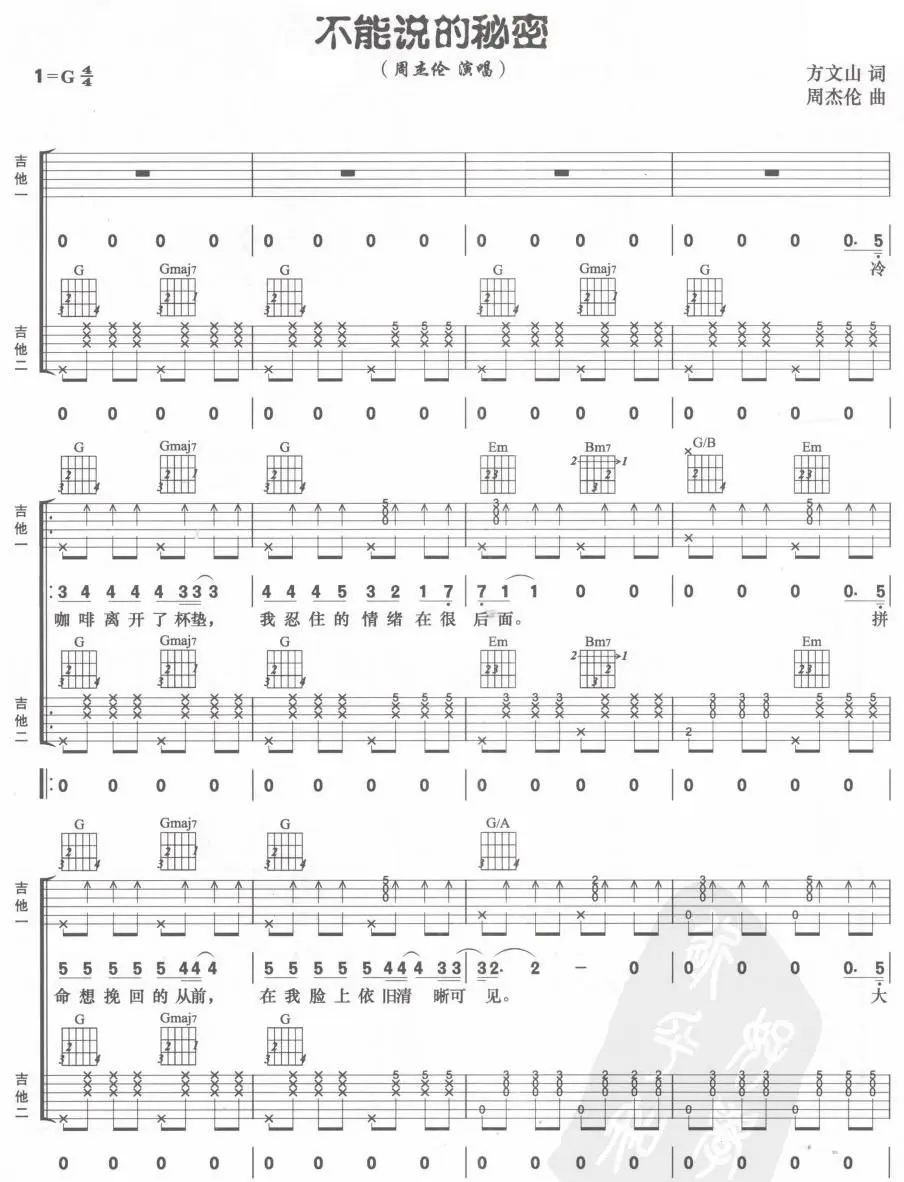 不能说的秘密
（周杰伦 演唱）
1=G 4/4
方文山 词
周杰伦 曲
吉他一
0 0 0 0 0 0 0 0 0 0 0 0 0 0 0 0. 5
冷
G Gmaj7 G G Gmaj7 G
吉他二
0 0 0 0 0 0 0 0 0 0 0 0 0 0 0 0
G Gmaj7 G Em Bm7 G/B Em
吉他一
3 4 4 4 4 3 3 3 4 4 4 5 3 2 1 7 7 1 1 0 0 0 0 0 0. 5
咖啡离开了杯垫， 我忍住的情绪在很后面。 拼
G Gmaj7 G Em Bm7 Em
吉他二
0 0 0 0 0 0 0 0 0 0 0 0 0 0 0 0
G Gmaj7 G G/A
吉他一
5 5 5 5 5 4 4 4 5 5 5 5 5 4 4 4 4 3 3 3 2. 2 – 0 0 0 0 0. 5
命想挽回的从前， 在我脸上依旧清晰可见。 大
G Gmaj7 G
吉他二
0 0 0 0 0 0 0 0 0 0 0 0 0 0 0 0